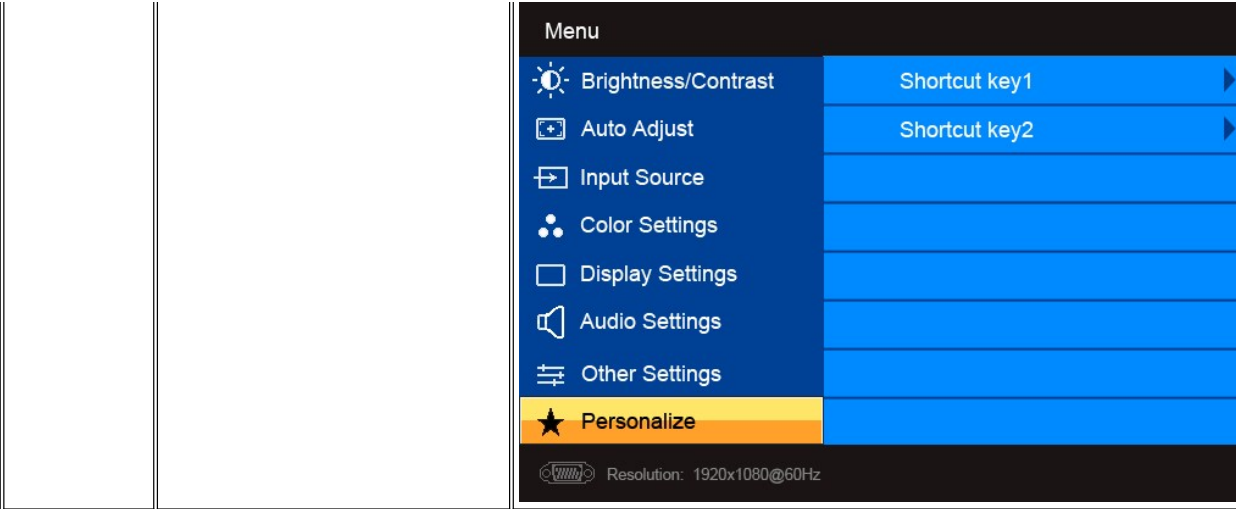 Menu
Brightness/Contrast Shortcut key1
Auto Adjust Shortcut key2
Input Source
Color Settings
Display Settings
Audio Settings
Other Settings
Personalize
Resolution: 1920x1080@60Hz